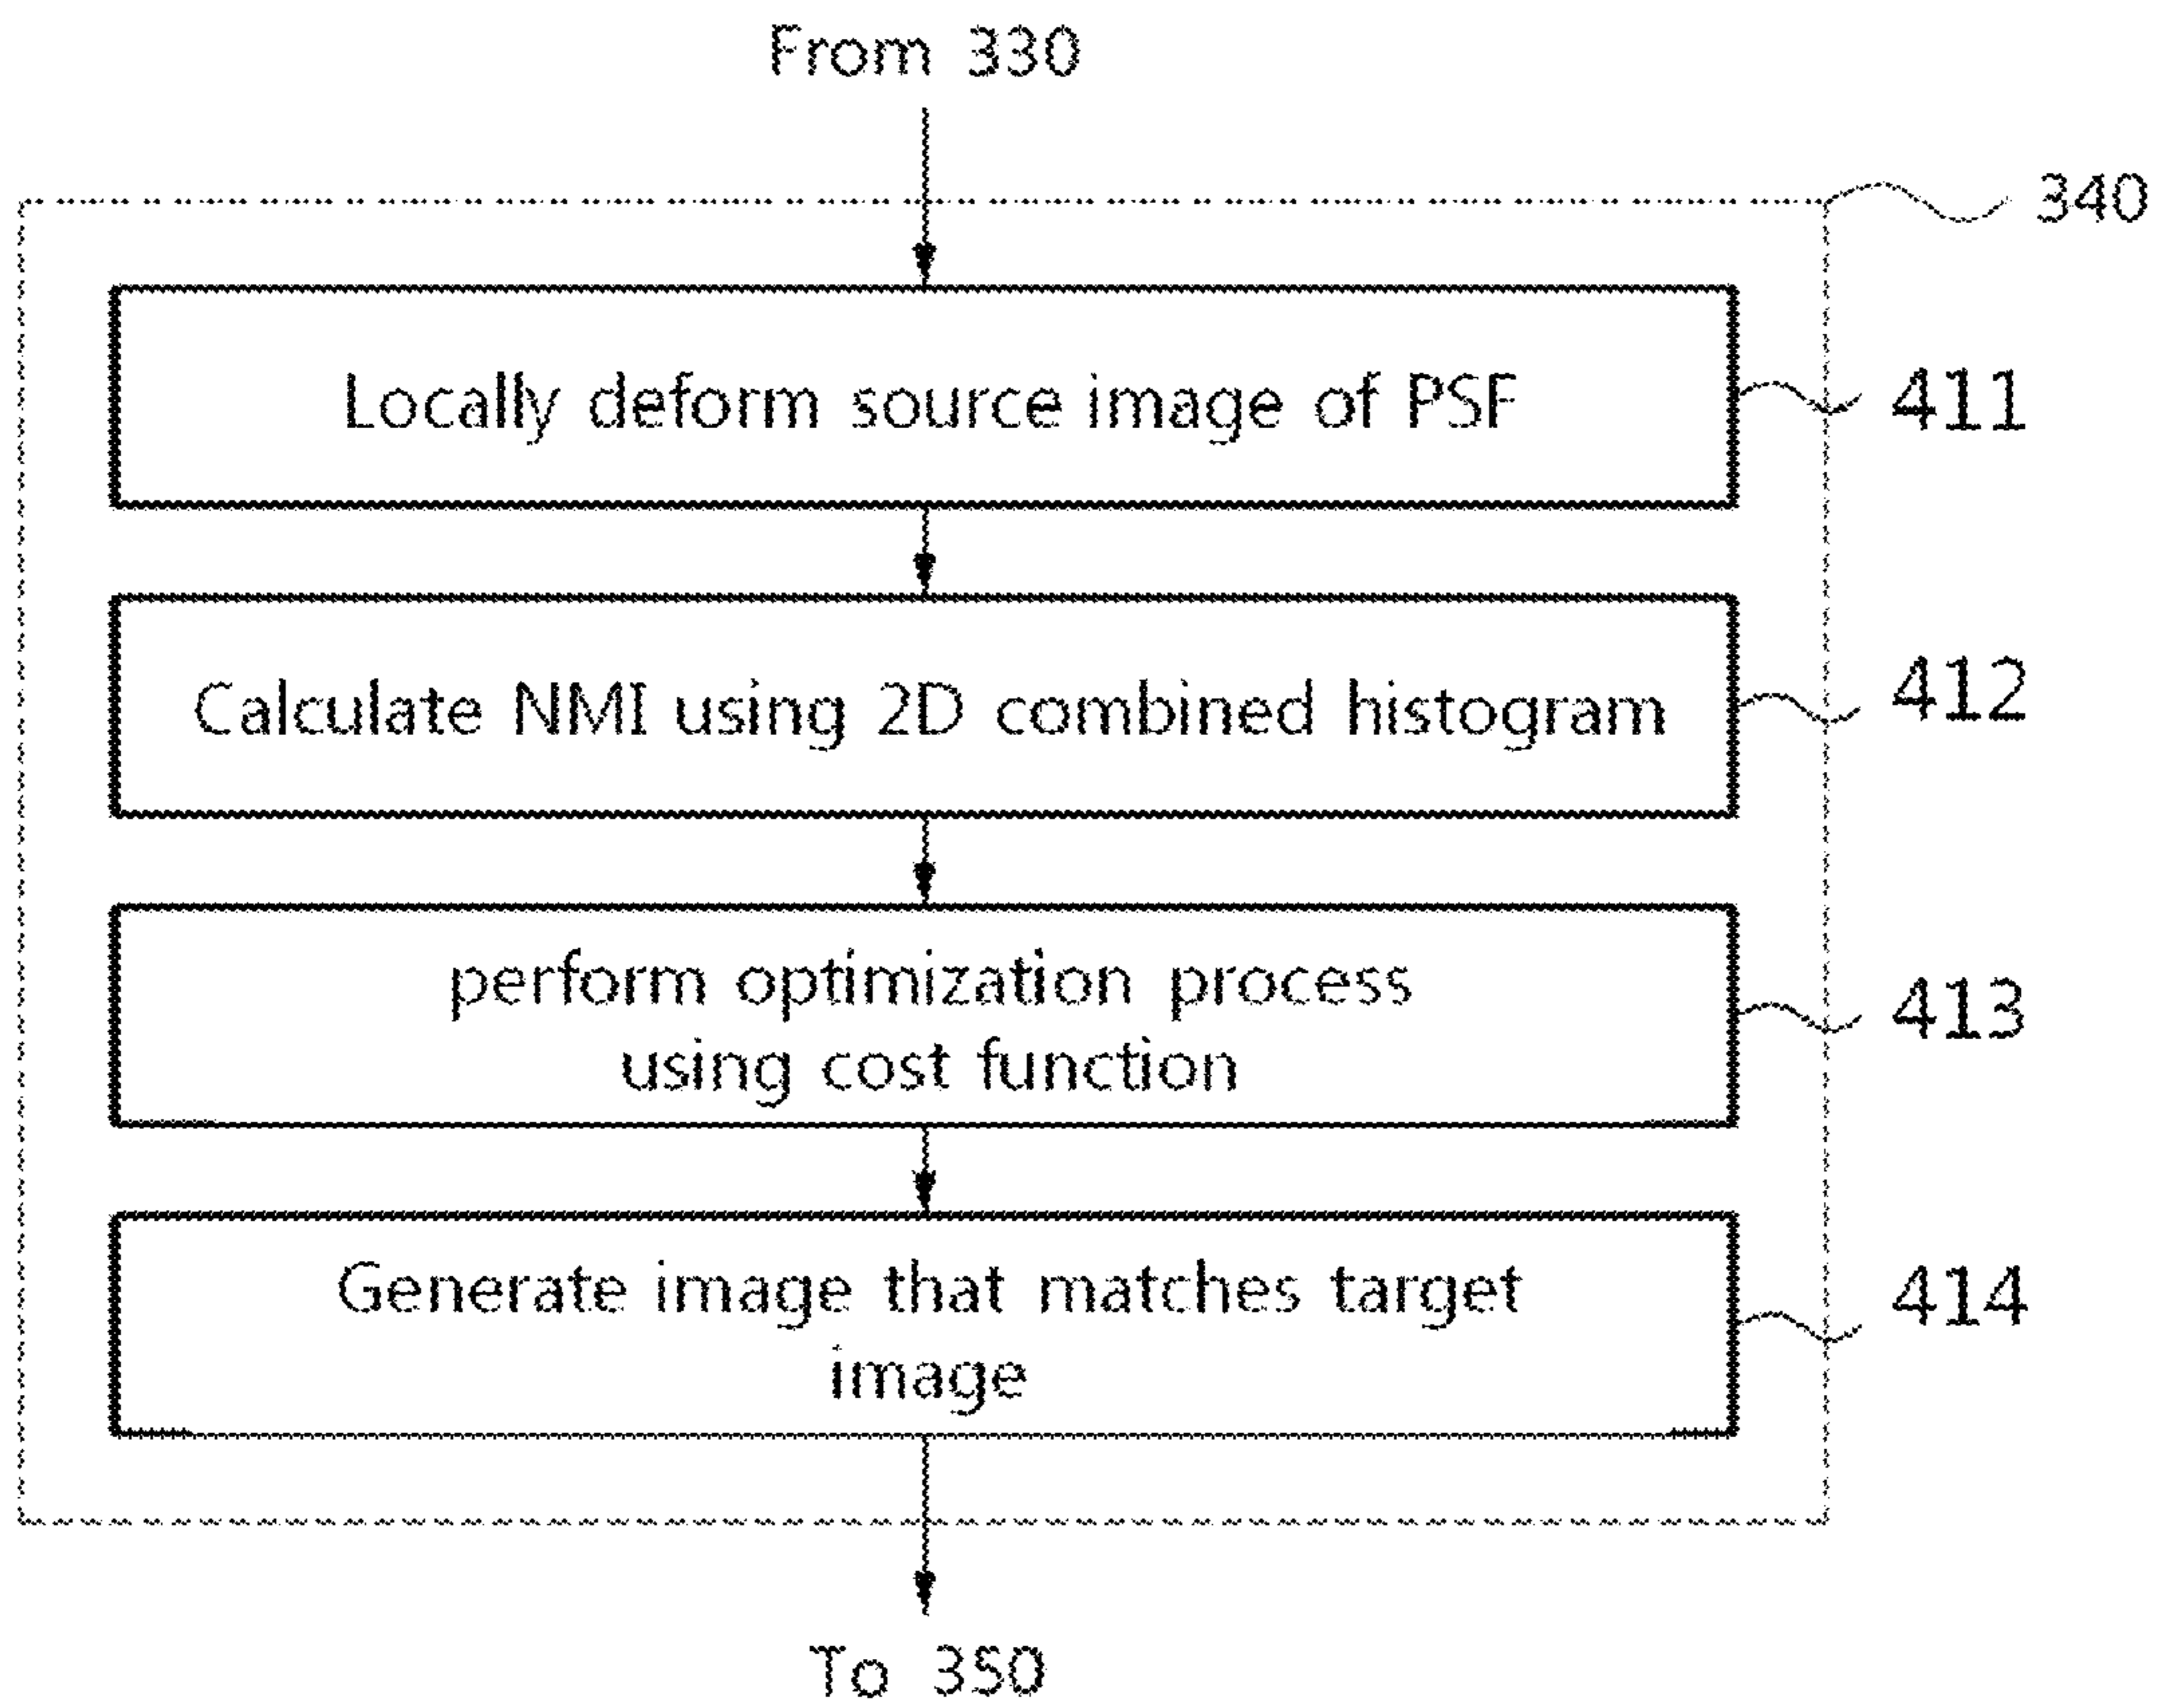 From 330
340
Locally deform source image of PSF
411
Calculate NMI using 2D combined histogram
412
perform optimization process
using cost function
413
Generate image that matches target
image
414
To 350